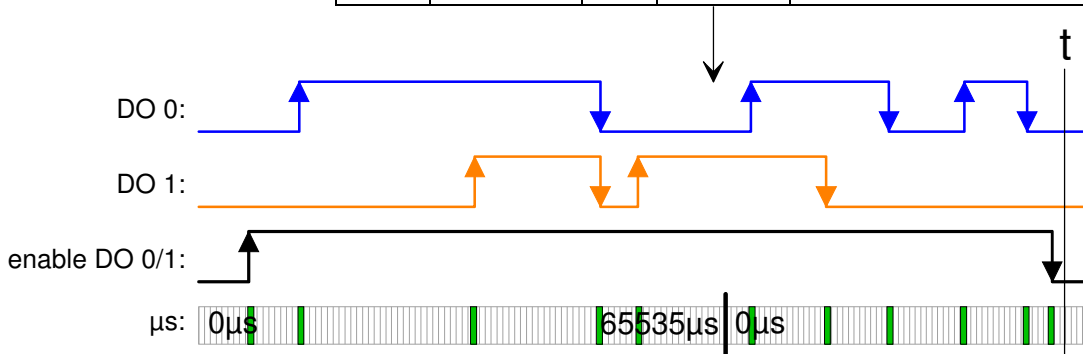 t
DO 0:
DO 1:
enable DO 0/1:
µs: 0µs 65535µs 0µs